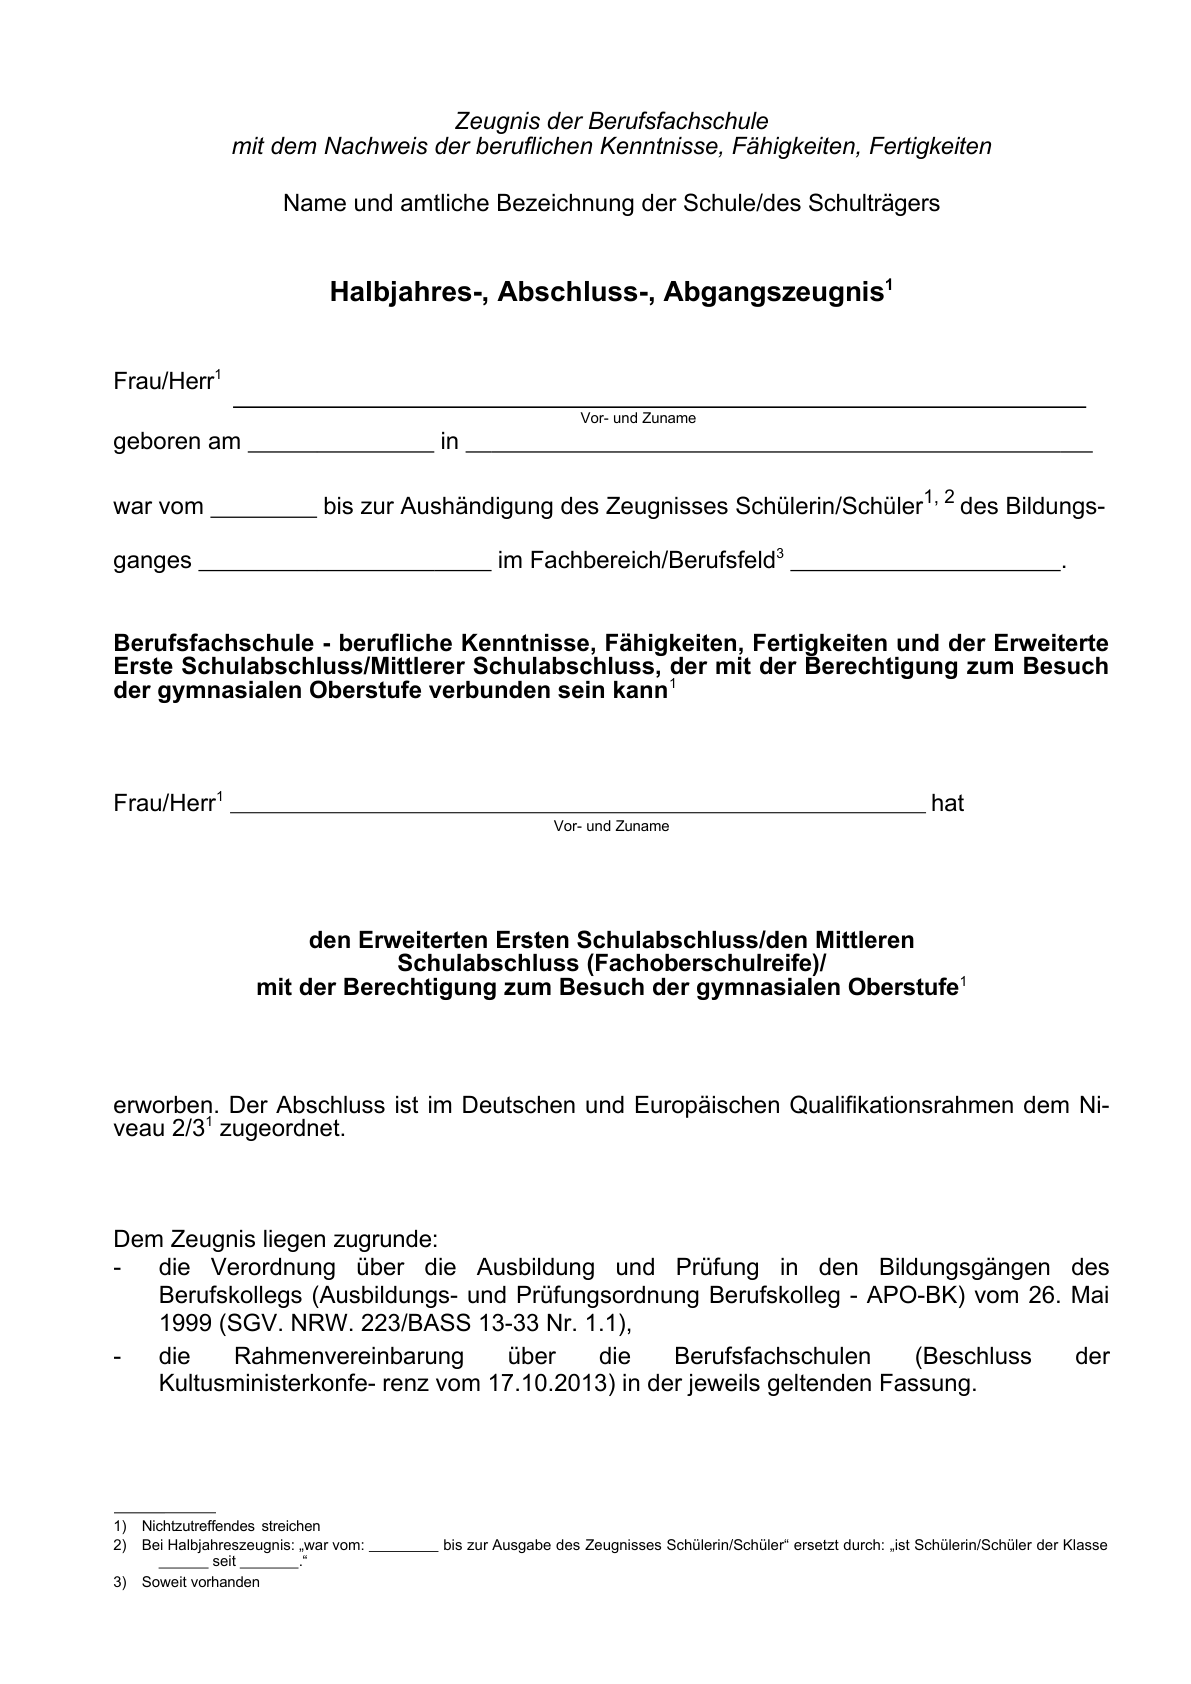 Zeugnis der Berufsfachschule
mit dem Nachweis der beruflichen Kenntnisse, Fähigkeiten, Fertigkeiten
Name und amtliche Bezeichnung der Schule/des Schulträgers
Halbjahres-, Abschluss-, Abgangszeugnis¹
Frau/Herr¹
Vor- und Zuname
geboren am ______________ in _______________________________________________
war vom ________ bis zur Aushändigung des Zeugnisses Schülerin/Schüler¹, ² des Bildungs-
ganges ______________________ im Fachbereich/Berufsfeld³ ____________________.
Berufsfachschule - berufliche Kenntnisse, Fähigkeiten, Fertigkeiten und der Erweiterte
Erste Schulabschluss/Mittlerer Schulabschluss, der mit der Berechtigung zum Besuch
der gymnasialen Oberstufe verbunden sein kann¹
Frau/Herr¹ ____________________________________________________ hat
Vor- und Zuname
den Erweiterten Ersten Schulabschluss/den Mittleren
Schulabschluss (Fachoberschulreife)/
mit der Berechtigung zum Besuch der gymnasialen Oberstufe¹
erworben. Der Abschluss ist im Deutschen und Europäischen Qualifikationsrahmen dem Ni-
veau 2/3¹ zugeordnet.
Dem Zeugnis liegen zugrunde:
- die Verordnung über die Ausbildung und Prüfung in den Bildungsgängen des
Berufskollegs (Ausbildungs- und Prüfungsordnung Berufskolleg - APO-BK) vom 26. Mai
1999 (SGV. NRW. 223/BASS 13-33 Nr. 1.1),
- die Rahmenvereinbarung über die Berufsfachschulen (Beschluss der
Kultusministerkonfe- renz vom 17.10.2013) in der jeweils geltenden Fassung.
1) Nichtzutreffendes streichen
2) Bei Halbjahreszeugnis: „war vom: ________ bis zur Ausgabe des Zeugnisses Schülerin/Schüler“ ersetzt durch: „ist Schülerin/Schüler der Klasse
______ seit _______.“
3) Soweit vorhanden